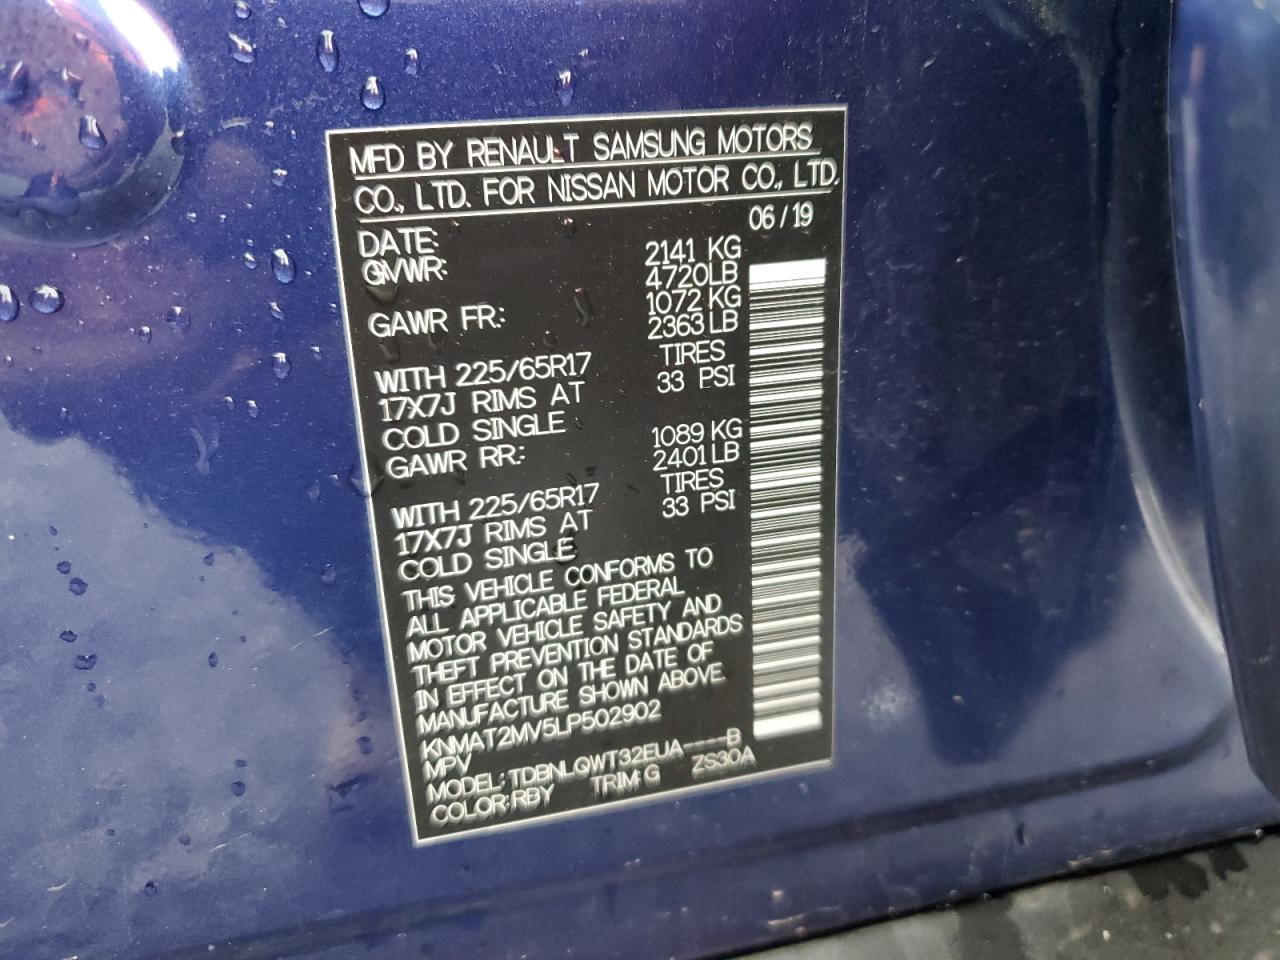 MFD BY RENAULT SAMSUNG MOTORS
CO., LTD. FOR NISSAN MOTOR CO., LTD.
DATE: 06/19
GVWR: 2141 KG
4720LB
GAWR FR.: 1072 KG
2363LB
WITH 225/65R17 TIRES
17X7J RIMS AT 33 PSI
COLD SINGLE
GAWR RR.: 1089 KG
2401LB
WITH 225/65R17 TIRES
17X7J RIMS AT 33 PSI
COLD SINGLE
THIS VEHICLE CONFORMS TO
ALL APPLICABLE FEDERAL
MOTOR VEHICLE SAFETY AND
THEFT PREVENTION STANDARDS
IN EFFECT ON THE DATE OF
MANUFACTURE SHOWN ABOVE.
KNMAT2MV5LP502902
MPV
MODEL:TDBNLQWT32EUA----B
COLOR:RBY TRIM:G ZS30A